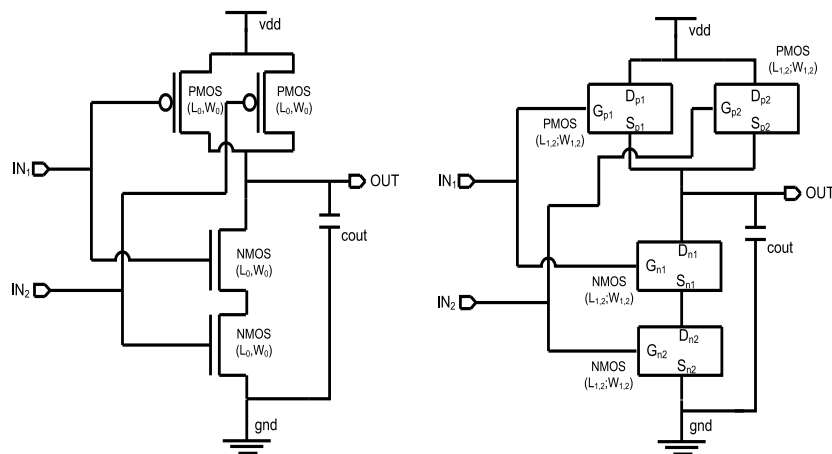 vdd
PMOS
(L₀,W₀)
PMOS
(L₀,W₀)
IN₁
OUT
cout
NMOS
(L₀,W₀)
IN₂
NMOS
(L₀,W₀)
gnd
vdd
PMOS
(L₁,₂;W₁,₂)
Dₚ₁
Gₚ₁
Sₚ₁
Dₚ₂
Gₚ₂
Sₚ₂
PMOS
(L₁,₂;W₁,₂)
IN₁
OUT
cout
Dₙ₁
Gₙ₁
Sₙ₁
NMOS
(L₁,₂;W₁,₂)
IN₂
Dₙ₂
Gₙ₂
Sₙ₂
NMOS
(L₁,₂;W₁,₂)
gnd